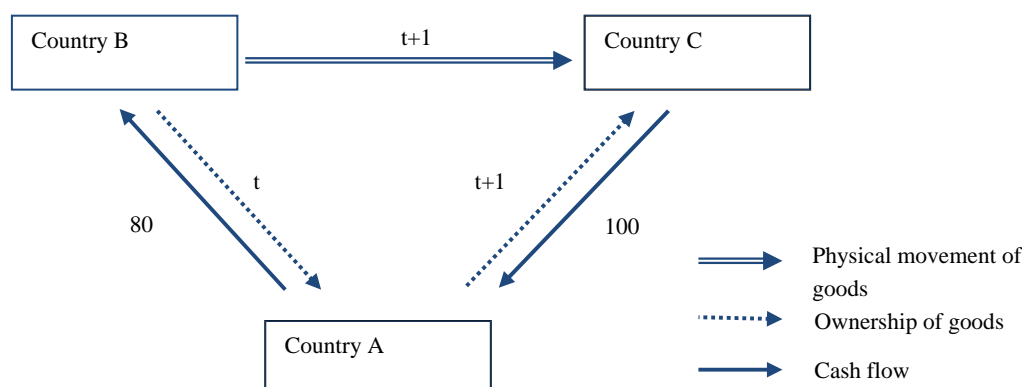 Country B
t+1
Country C
t
t+1
80
100
Physical movement of
goods
Ownership of goods
Country A
Cash flow